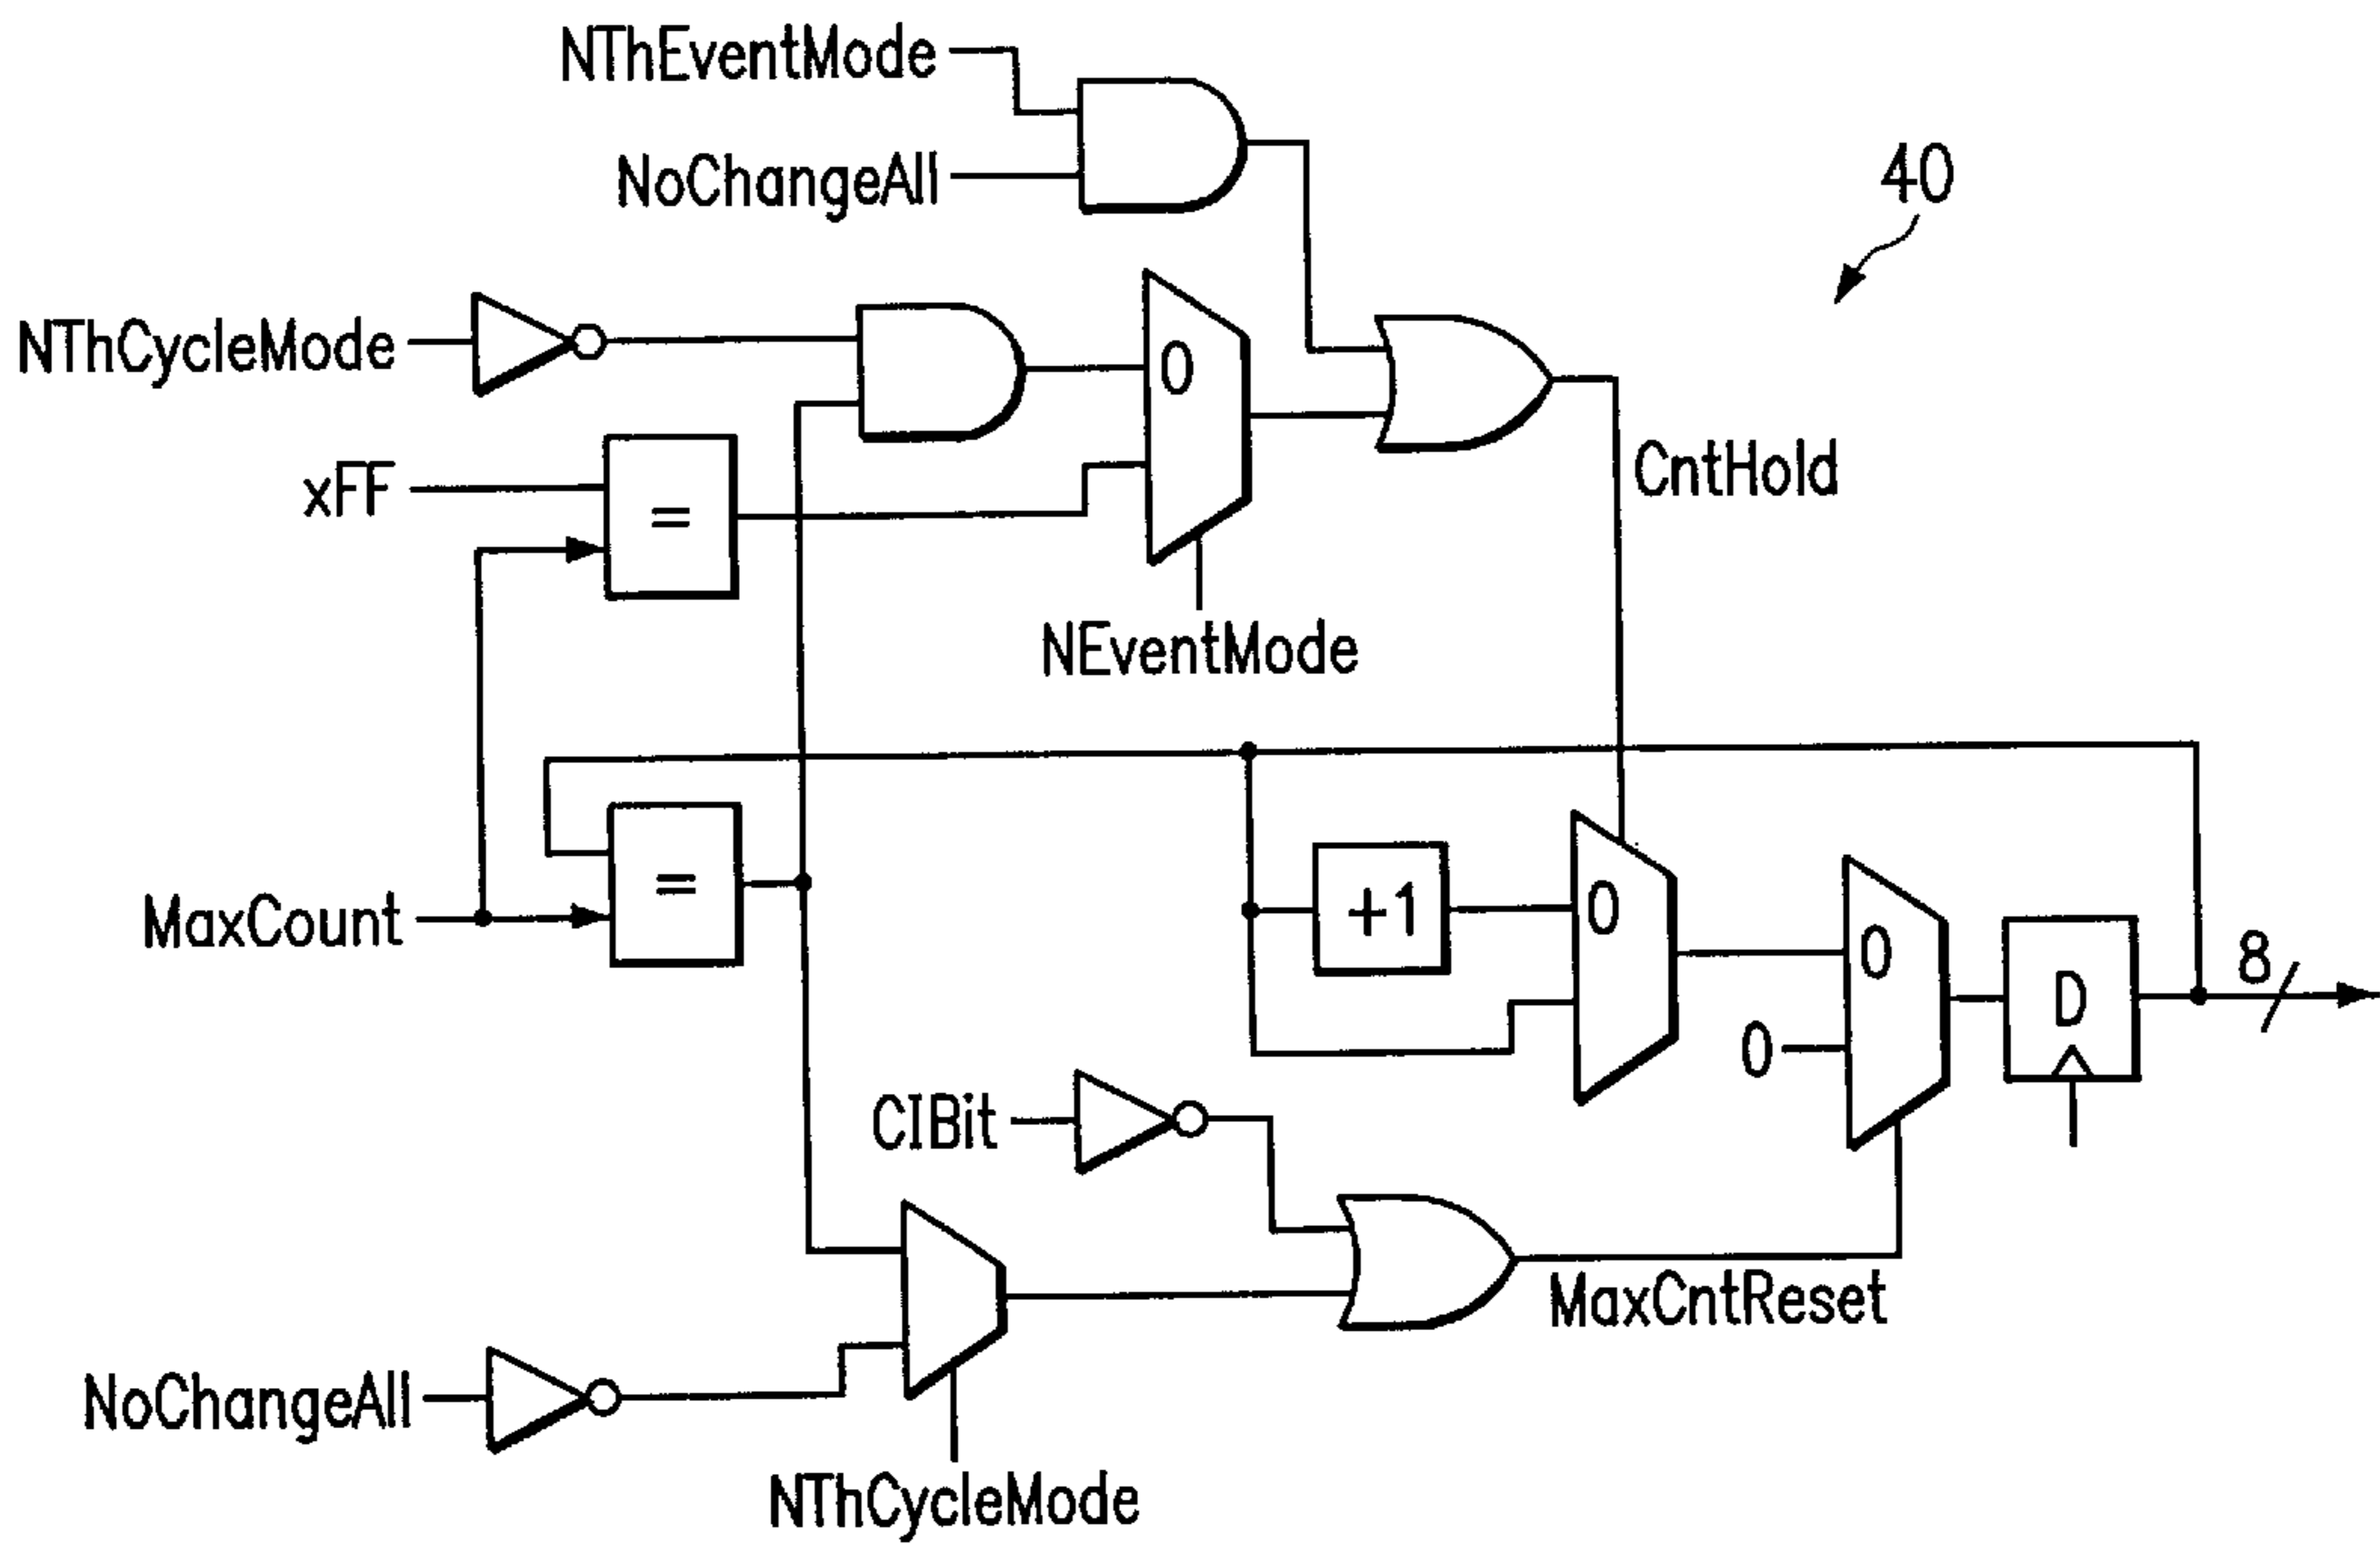 NThEventMode
NoChangeAll
40
NThCycleMode
0
xFF
=
CntHold
NEventMode
=
MaxCount
+1
0
0
D
8
0
CIBit
MaxCntReset
NoChangeAll
NThCycleMode